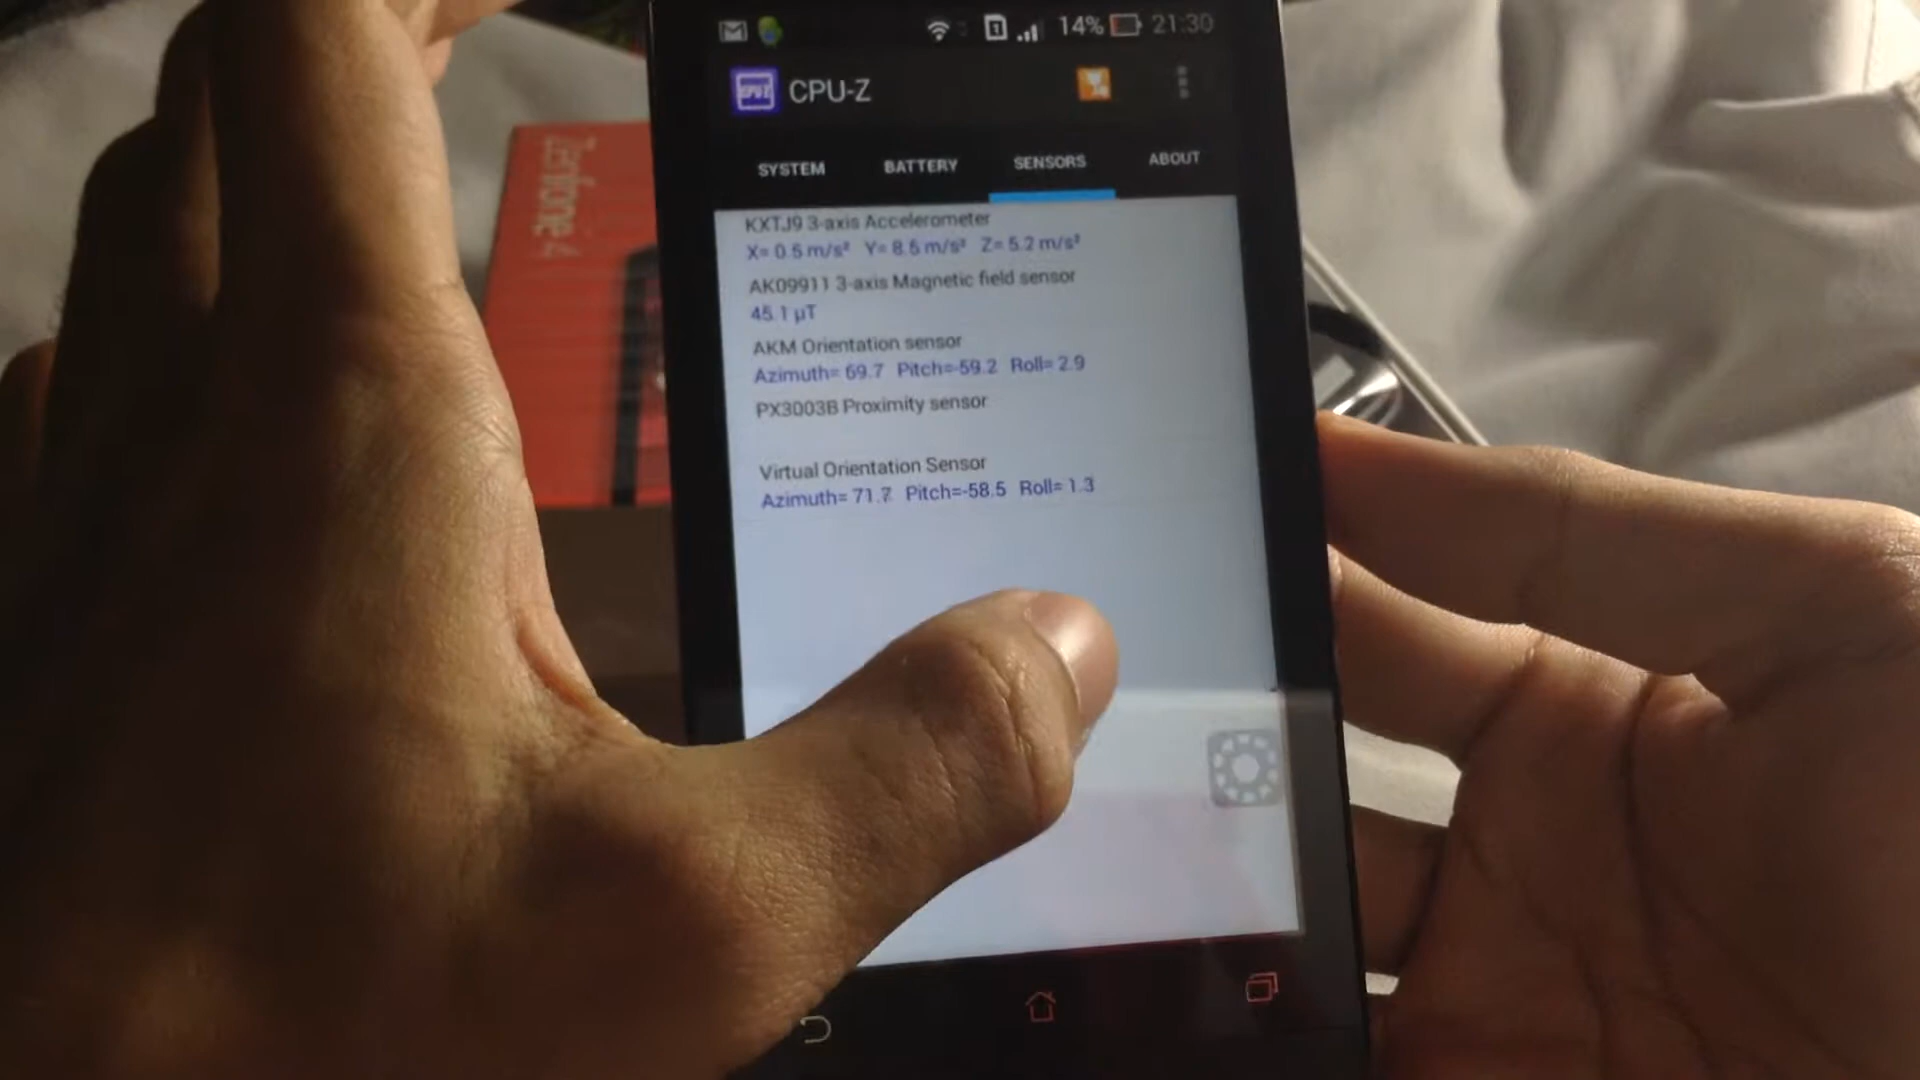 14% 21:30
CPU-Z
SYSTEM BATTERY SENSORS ABOUT
KXTJ9 3-axis Accelerometer
X= 0.5 m/s² Y= 8.5 m/s² Z= 5.2 m/s²
AK09911 3-axis Magnetic field sensor
45.1 µT
AKM Orientation sensor
Azimuth= 69.7 Pitch=-59.2 Roll= 2.9
PX3003B Proximity sensor
Virtual Orientation Sensor
Azimuth= 71.7 Pitch=-58.5 Roll= 1.3
Zenfone 4